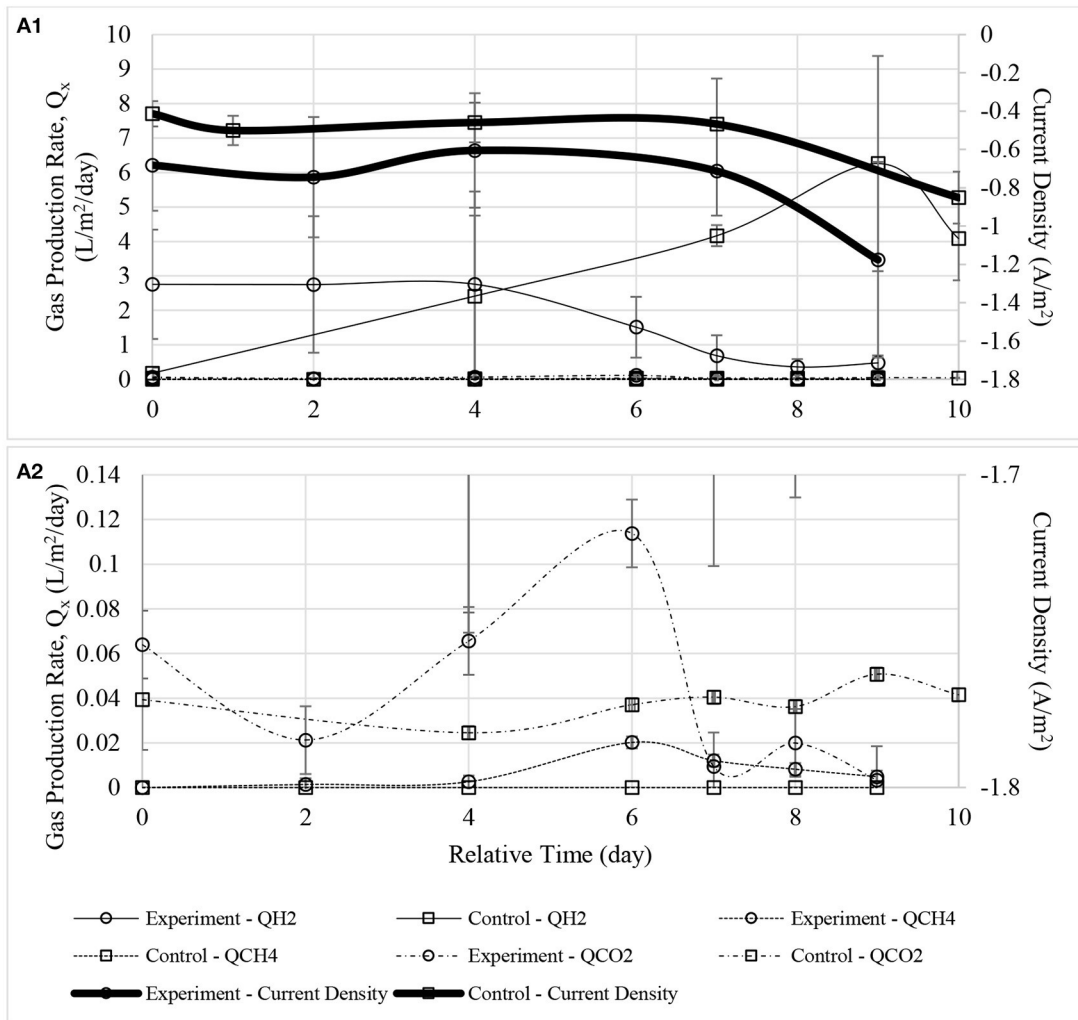 A1
Gas Production Rate, Qx
(L/m²/day)
10
9
8
7
6
5
4
3
2
1
0
0
-0.2
-0.4
-0.6
-0.8
-1
-1.2
-1.4
-1.6
-1.8
Current Density (A/m²)
0 2 4 6 8 10
A2
Gas Production Rate, Qx (L/m²/day)
0.14
0.12
0.1
0.08
0.06
0.04
0.02
0
-1.7
-1.8
Current Density (A/m²)
0 2 4 6 8 10
Relative Time (day)
Experiment - QH2 Control - QH2 Experiment - QCH4
Control - QCH4 Experiment - QCO2 Control - QCO2
Experiment - Current Density Control - Current Density